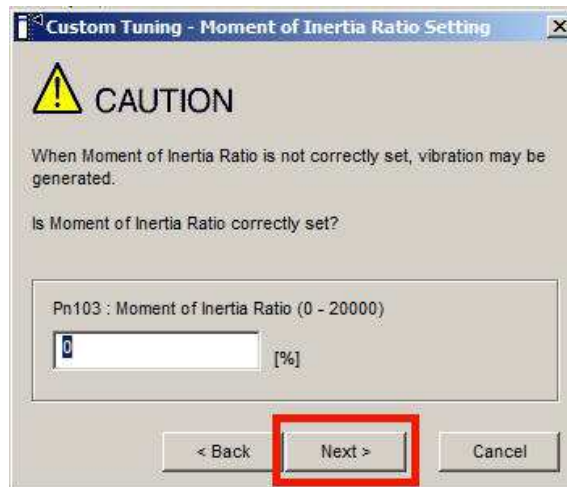 Custom Tuning - Moment of Inertia Ratio Setting
CAUTION
When Moment of Inertia Ratio is not correctly set, vibration may be
generated.
Is Moment of Inertia Ratio correctly set?
Pn103 : Moment of Inertia Ratio (0 - 20000)
0
[%]
< Back Next > Cancel